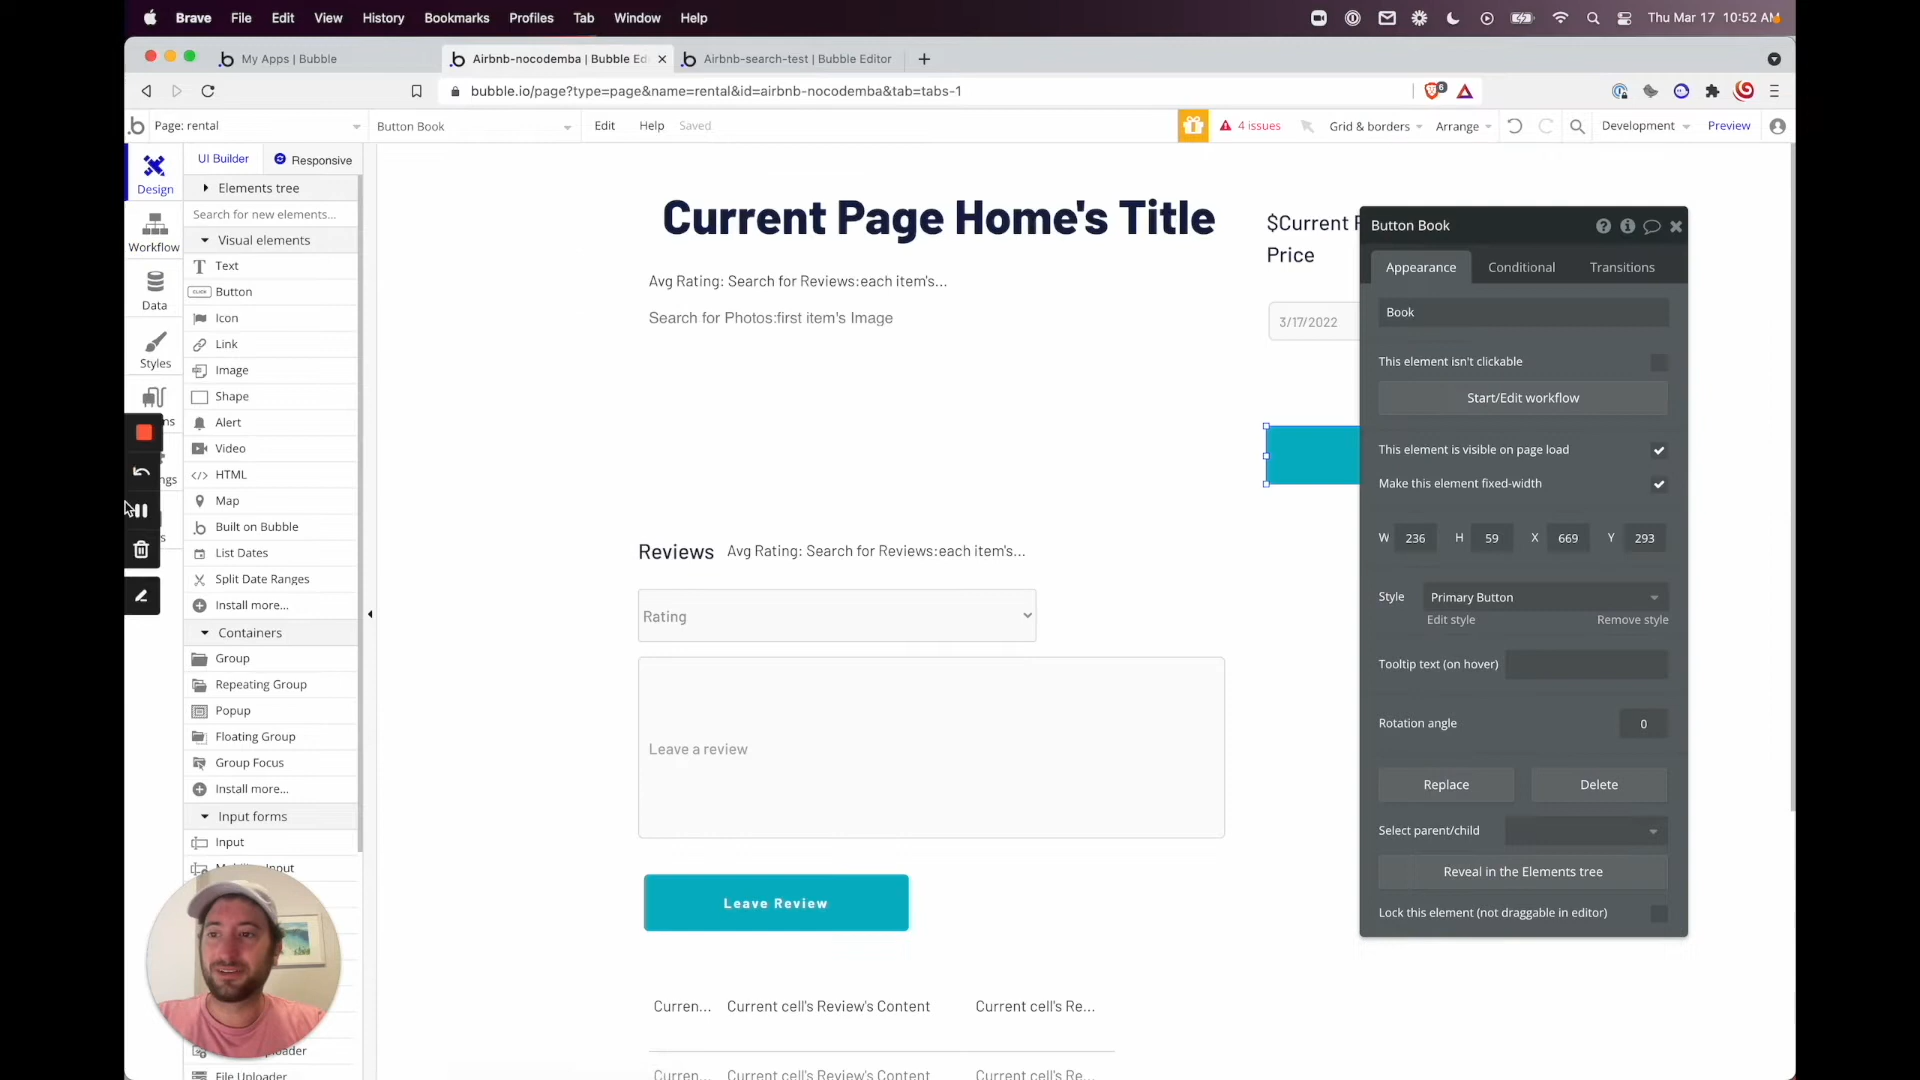 Brave File Edit View History Bookmarks Profiles Tab Window Help Thu Mar 17 10:52 AM
My Apps | Bubble
Airbnb-nocodemba | Bubble Ed
Airbnb-search-test | Bubble Editor
bubble.io/page?type=page&name=rental&id=airbnb-nocodemba&tab=tabs-1
6
Page: rental
Button Book
Edit
Help
Saved
4 issues
Grid & borders
Arrange
Development
Preview
Design
Workflow
Data
Styles
ns
ngs
s
UI Builder
Responsive
Elements tree
Search for new elements...
Visual elements
Text
CLICK Button
Icon
Link
Image
Shape
Alert
Video
</> HTML
Map
Built on Bubble
List Dates
Split Date Ranges
Install more...
Containers
Group
Repeating Group
Popup
Floating Group
Group Focus
Install more...
Input forms
Input
File Uploader
Current Page Home's Title
Avg Rating: Search for Reviews:each item's...
Search for Photos:first item's Image
$Current
Price
3/17/2022
Reviews
Avg Rating: Search for Reviews:each item's...
Rating
Leave a review
Leave Review
Curren...
Current cell's Review's Content
Current cell's Re...
Curren...
Current cell's Review's Content
Current cell's Re...
Button Book
Appearance
Conditional
Transitions
Book
This element isn't clickable
Start/Edit workflow
This element is visible on page load
Make this element fixed-width
W 236 H 59 X 669 Y 293
Style Primary Button
Edit style
Remove style
Tooltip text (on hover)
Rotation angle 0
Replace
Delete
Select parent/child
Reveal in the Elements tree
Lock this element (not draggable in editor)